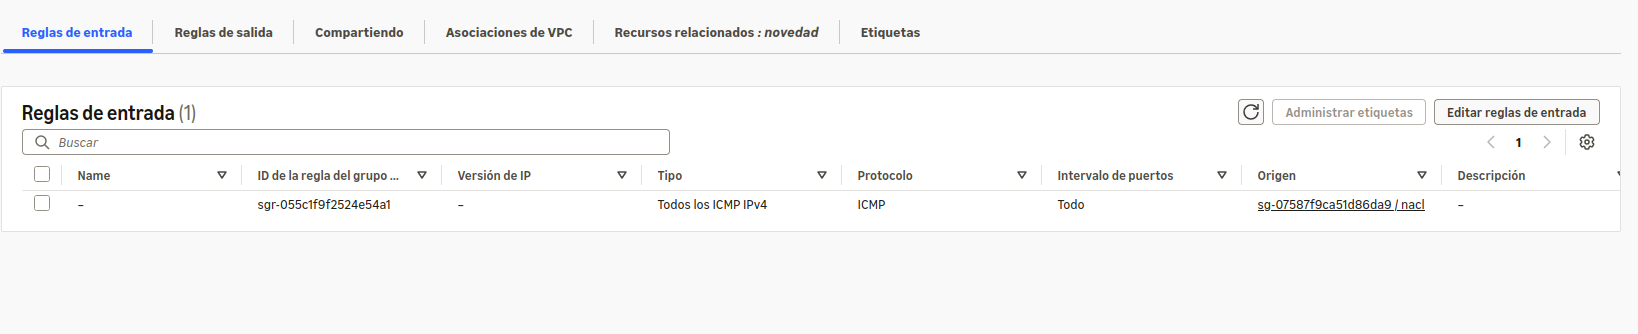 Reglas de entrada
Reglas de salida
Compartiendo
Asociaciones de VPC
Recursos relacionados : novedad
Etiquetas
Reglas de entrada (1)
Administrar etiquetas
Editar reglas de entrada
Buscar
1
Name
ID de la regla del grupo ...
Versión de IP
Tipo
Protocolo
Intervalo de puertos
Origen
Descripción
–
sgr-055c1f9f2524e54a1
–
Todos los ICMP IPv4
ICMP
Todo
sg-07587f9ca51d86da9 / nacl
–